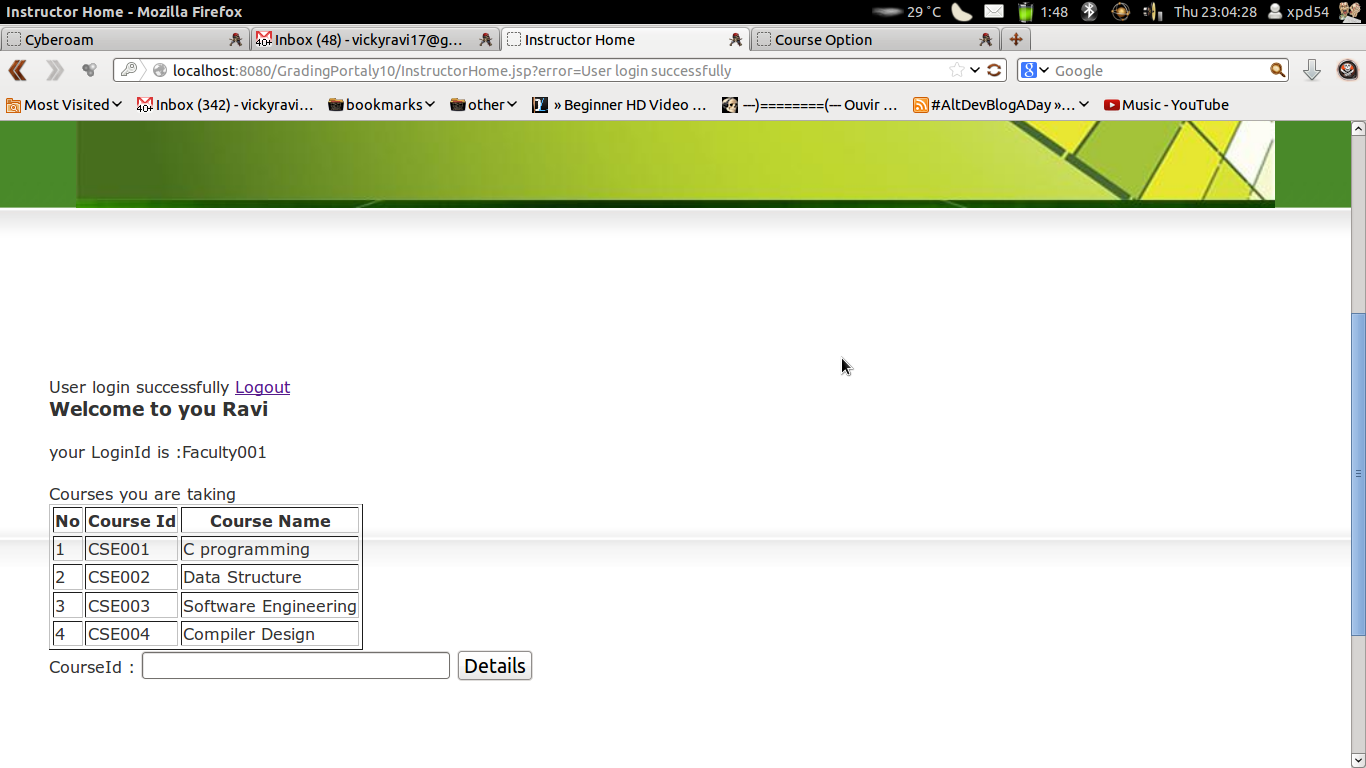 Instructor Home - Mozilla Firefox 29 °C 1:48 Thu 23:04:28 xpd54
Cyberoam Inbox (48) - vickyravi17@g... Instructor Home Course Option
localhost:8080/GradingPortaly10/InstructorHome.jsp?error=User login successfully Google
Most Visited Inbox (342) - vickyravi... bookmarks other » Beginner HD Video ... ---)========(--- Ouvir ... #AltDevBlogADay »... Music - YouTube
User login successfully Logout
Welcome to you Ravi
your LoginId is :Faculty001
Courses you are taking
No Course Id Course Name
1 CSE001 C programming
2 CSE002 Data Structure
3 CSE003 Software Engineering
4 CSE004 Compiler Design
CourseId : Details